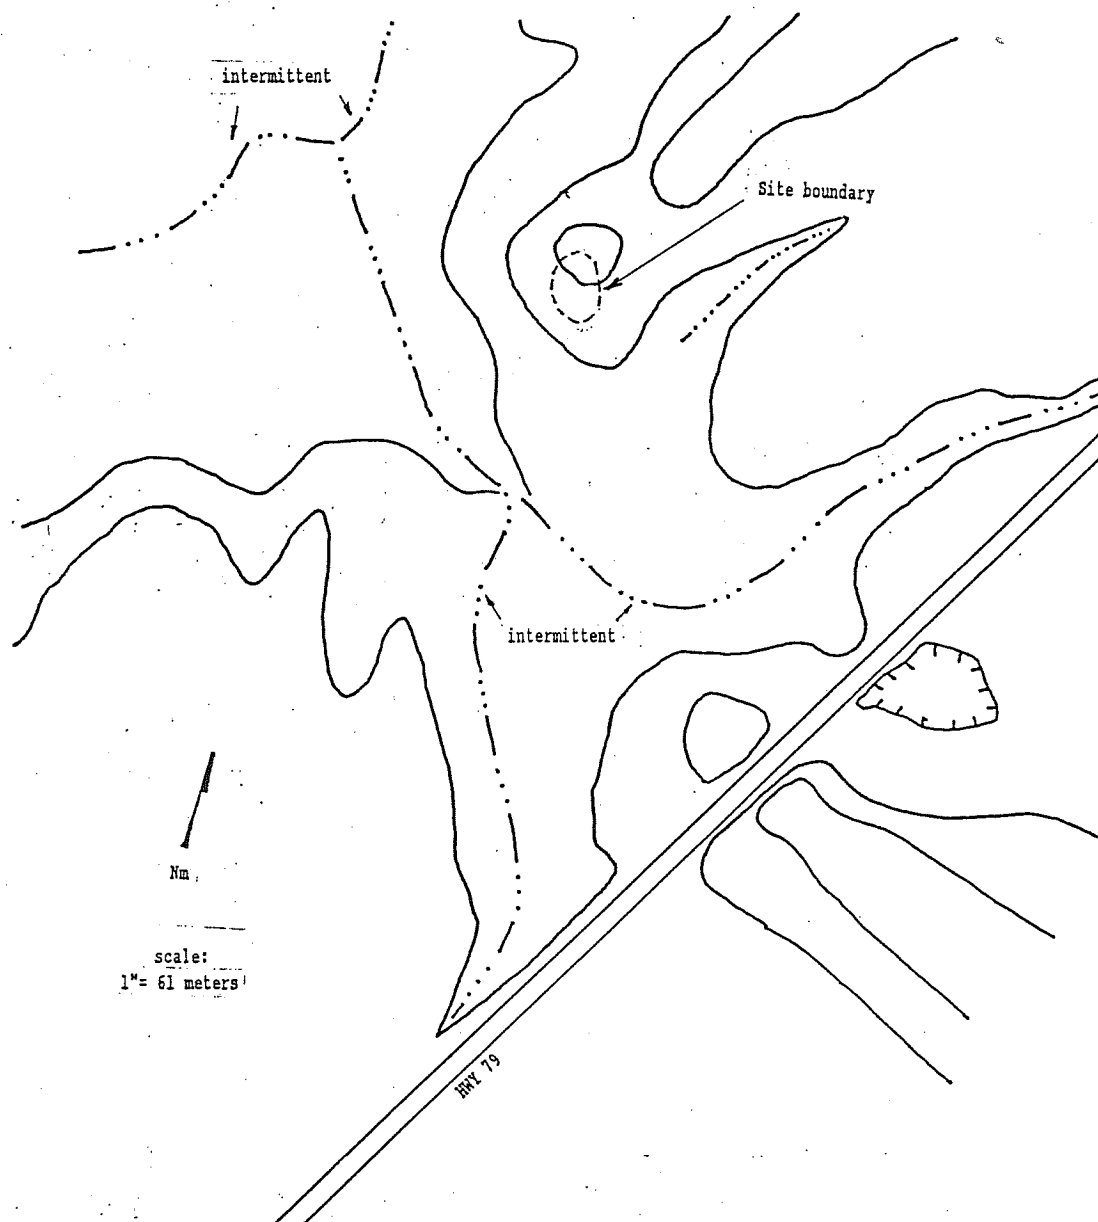 intermittent
Site boundary
intermittent
Nm
scale:
1"= 61 meters
HWY 79